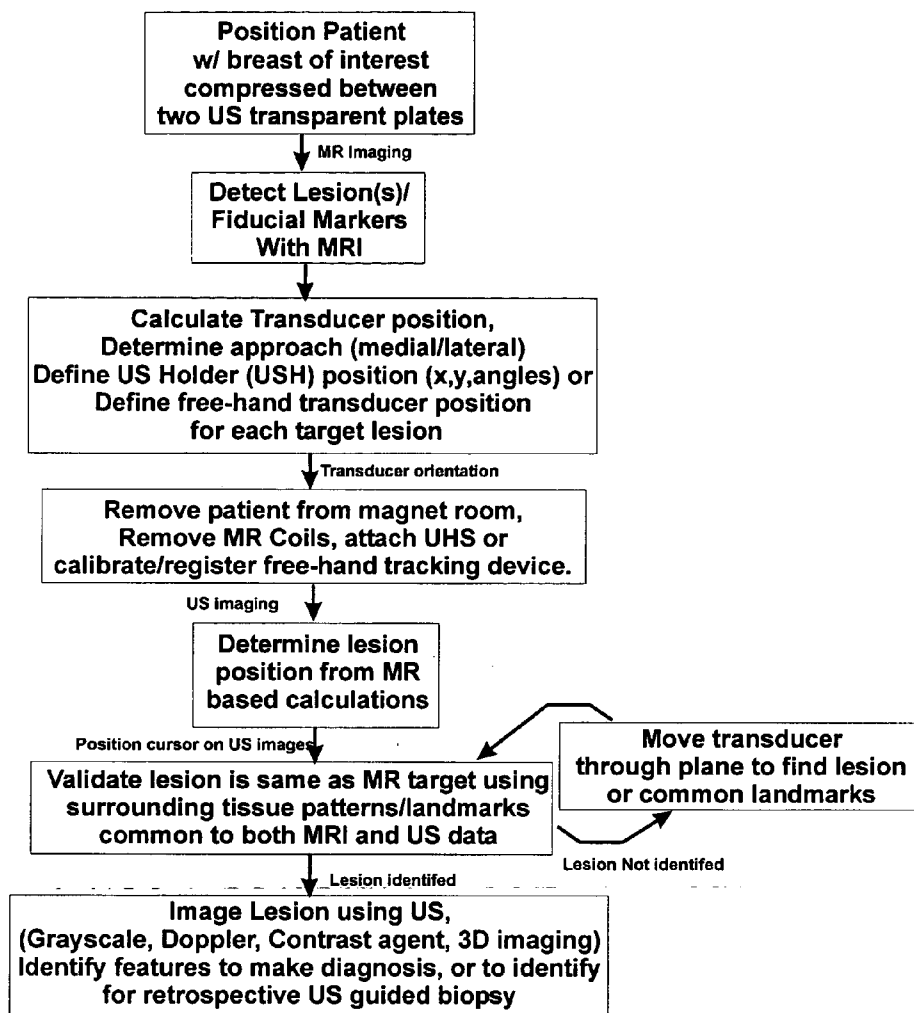 Position Patient
w/ breast of interest
compressed between
two US transparent plates
MR Imaging
Detect Lesion(s)/
Fiducial Markers
With MRI
Calculate Transducer position,
Determine approach (medial/lateral)
Define US Holder (USH) position (x,y,angles) or
Define free-hand transducer position
for each target lesion
Transducer orientation
Remove patient from magnet room,
Remove MR Coils, attach UHS or
calibrate/register free-hand tracking device.
US imaging
Determine lesion
position from MR
based calculations
Position cursor on US images
Validate lesion is same as MR target using
surrounding tissue patterns/landmarks
common to both MRI and US data
Move transducer
through plane to find lesion
or common landmarks
Lesion Not identifed
Lesion identifed
Image Lesion using US,
(Grayscale, Doppler, Contrast agent, 3D imaging)
Identify features to make diagnosis, or to identify
for retrospective US guided biopsy